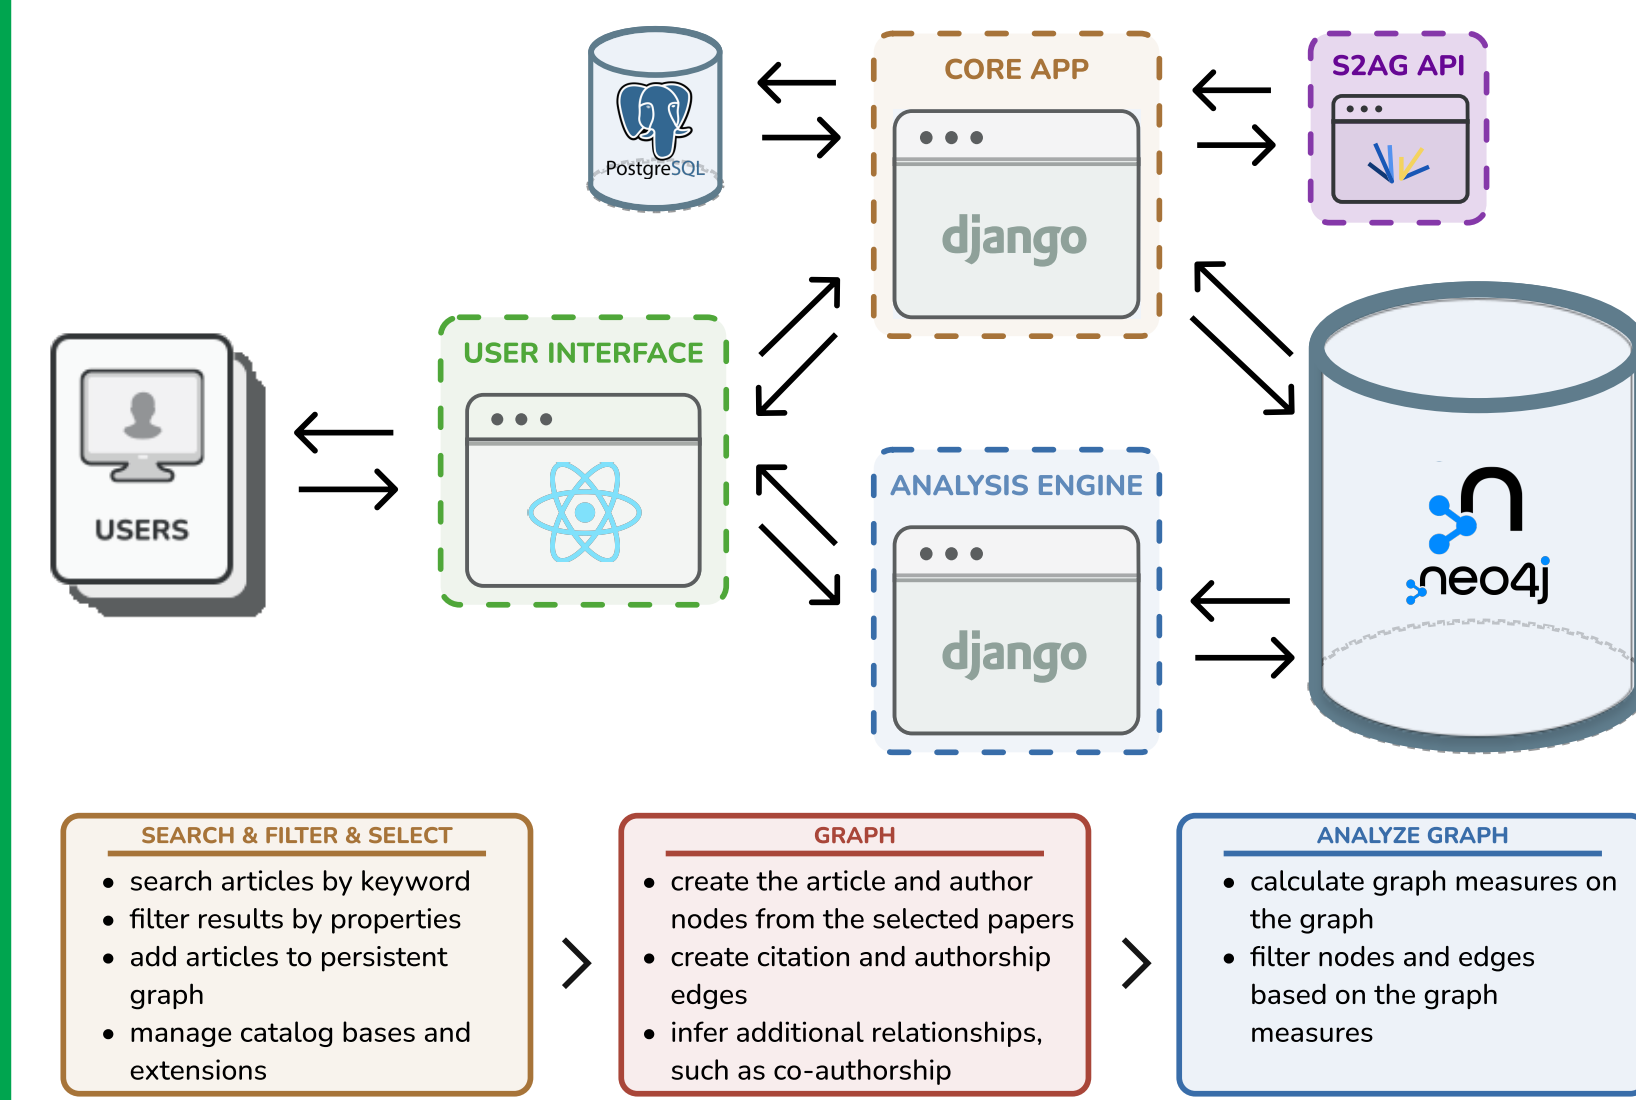 CORE APP
S2AG API
PostgreSQL
django
USER INTERFACE
USERS
ANALYSIS ENGINE
django
neo4j
SEARCH & FILTER & SELECT
• search articles by keyword
• filter results by properties
• add articles to persistent
graph
• manage catalog bases and
extensions
GRAPH
• create the article and author
nodes from the selected papers
• create citation and authorship
edges
• infer additional relationships,
such as co-authorship
ANALYZE GRAPH
• calculate graph measures on
the graph
• filter nodes and edges
based on the graph
measures